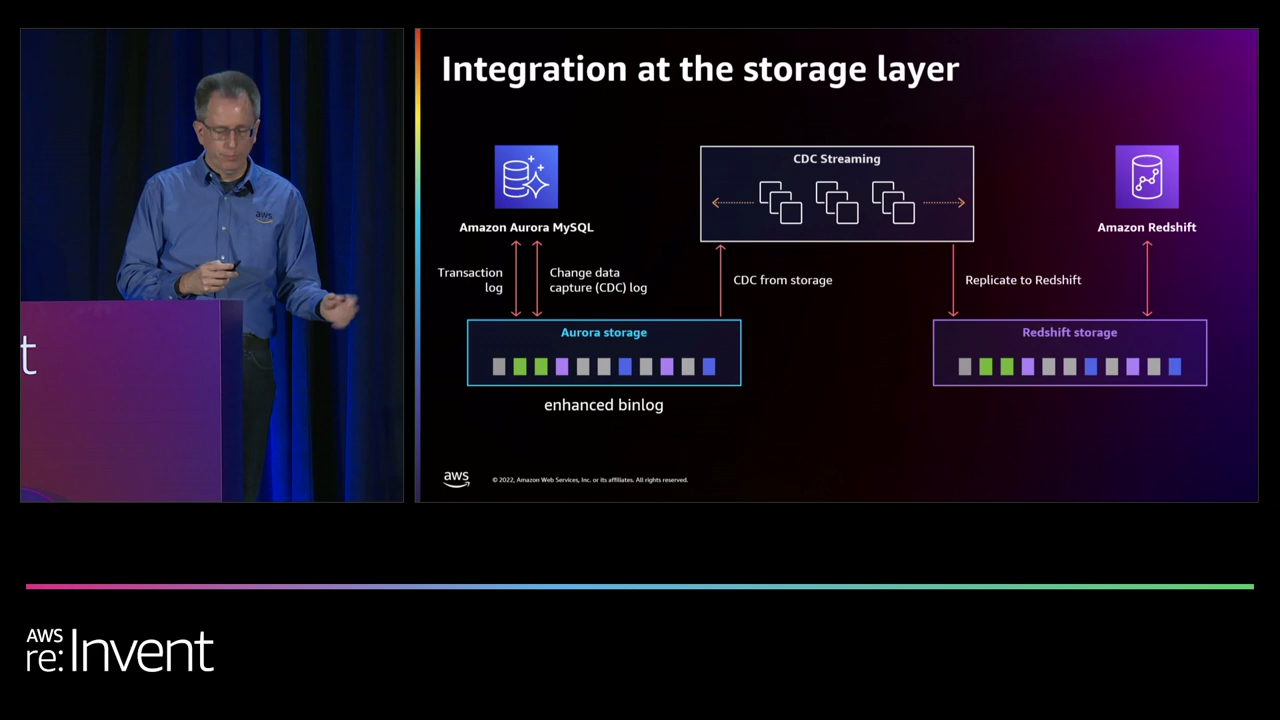 aws
t
Integration at the storage layer
CDC Streaming
Amazon Aurora MySQL
Amazon Redshift
Transaction
log
Change data
capture (CDC) log
CDC from storage
Replicate to Redshift
Aurora storage
Redshift storage
enhanced binlog
aws
© 2022, Amazon Web Services, Inc. or its affiliates. All rights reserved.
AWS
re:Invent